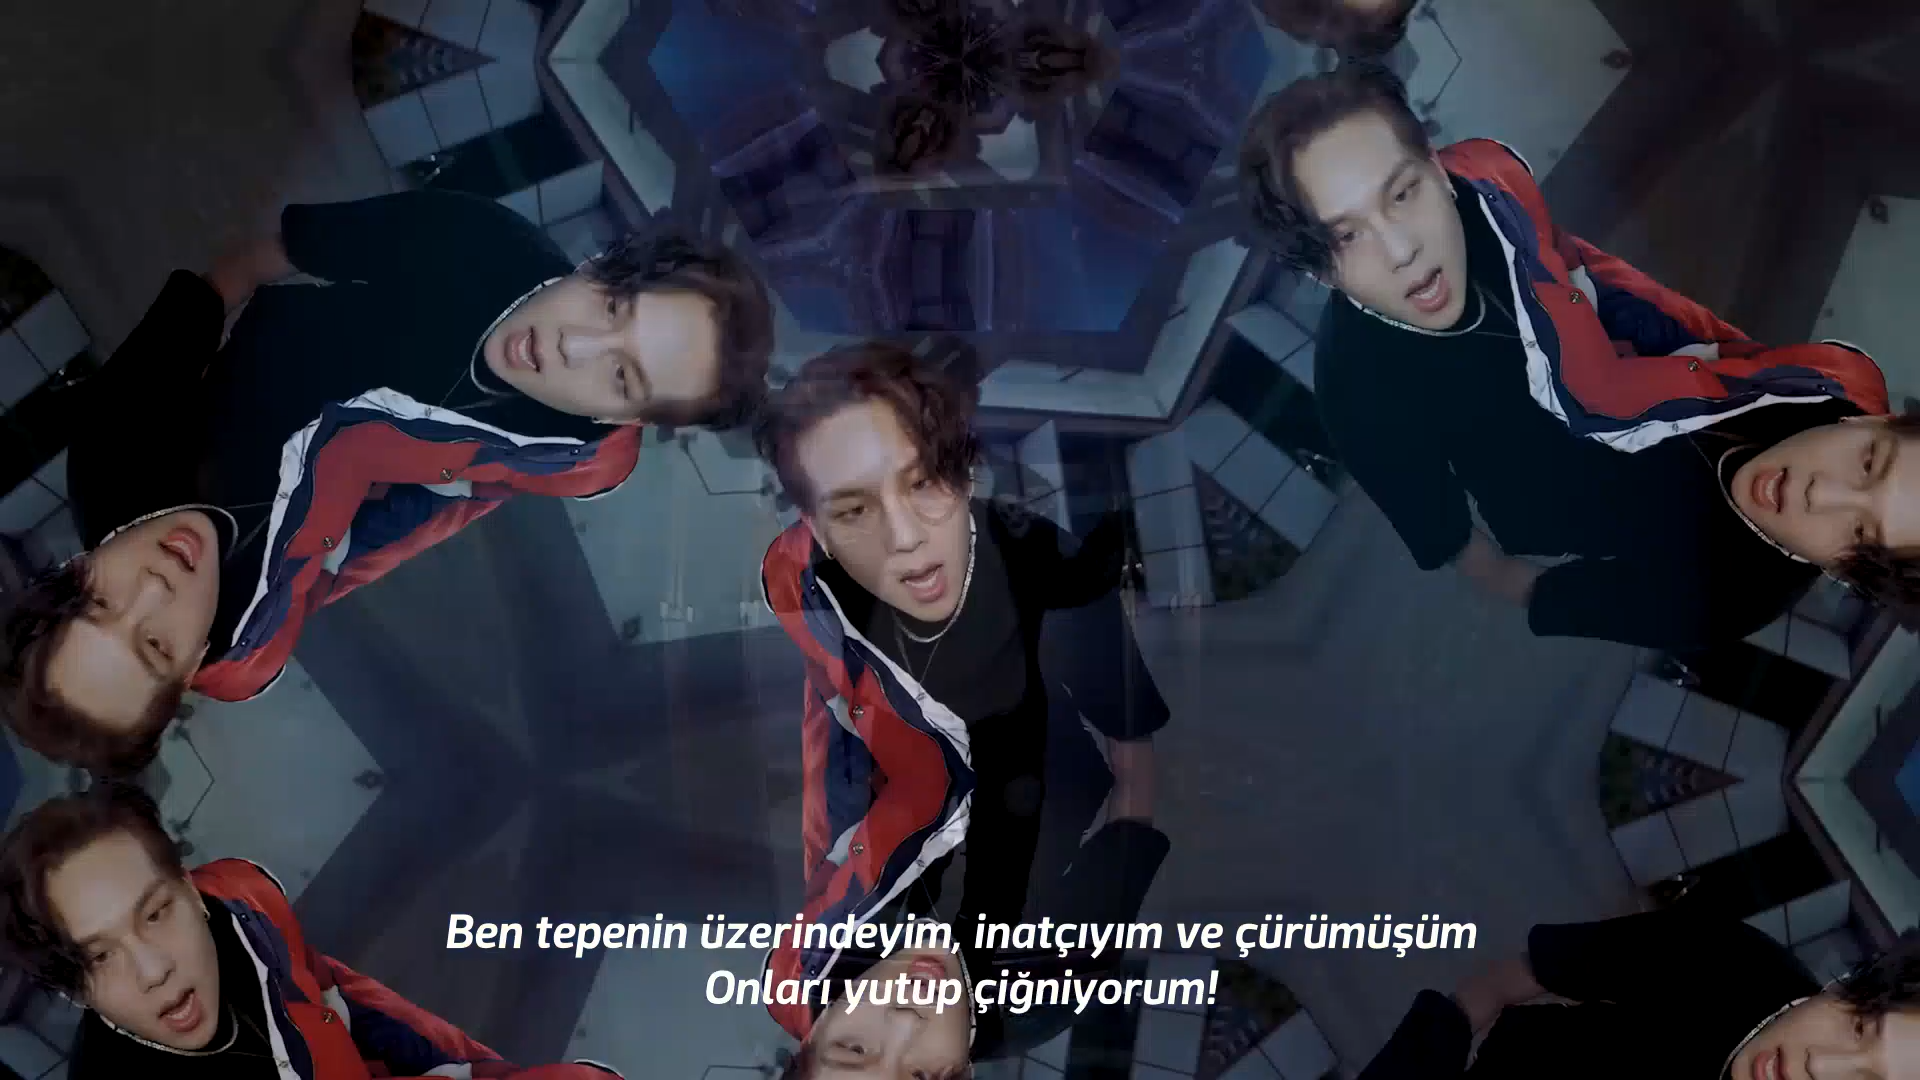 Ben tepenin üzerindeyim, inatçıyım ve çürümüşüm
Onları yutup çiğniyorum!